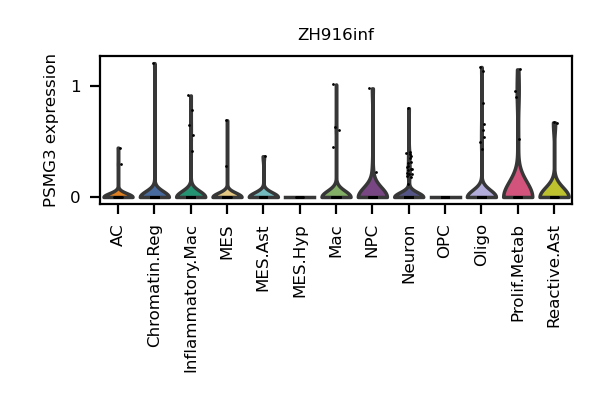 ZH916inf
PSMG3 expression
1
0
AC
Chromatin.Reg
Inflammatory.Mac
MES
MES.Ast
MES.Hyp
Mac
NPC
Neuron
OPC
Oligo
Prolif.Metab
Reactive.Ast